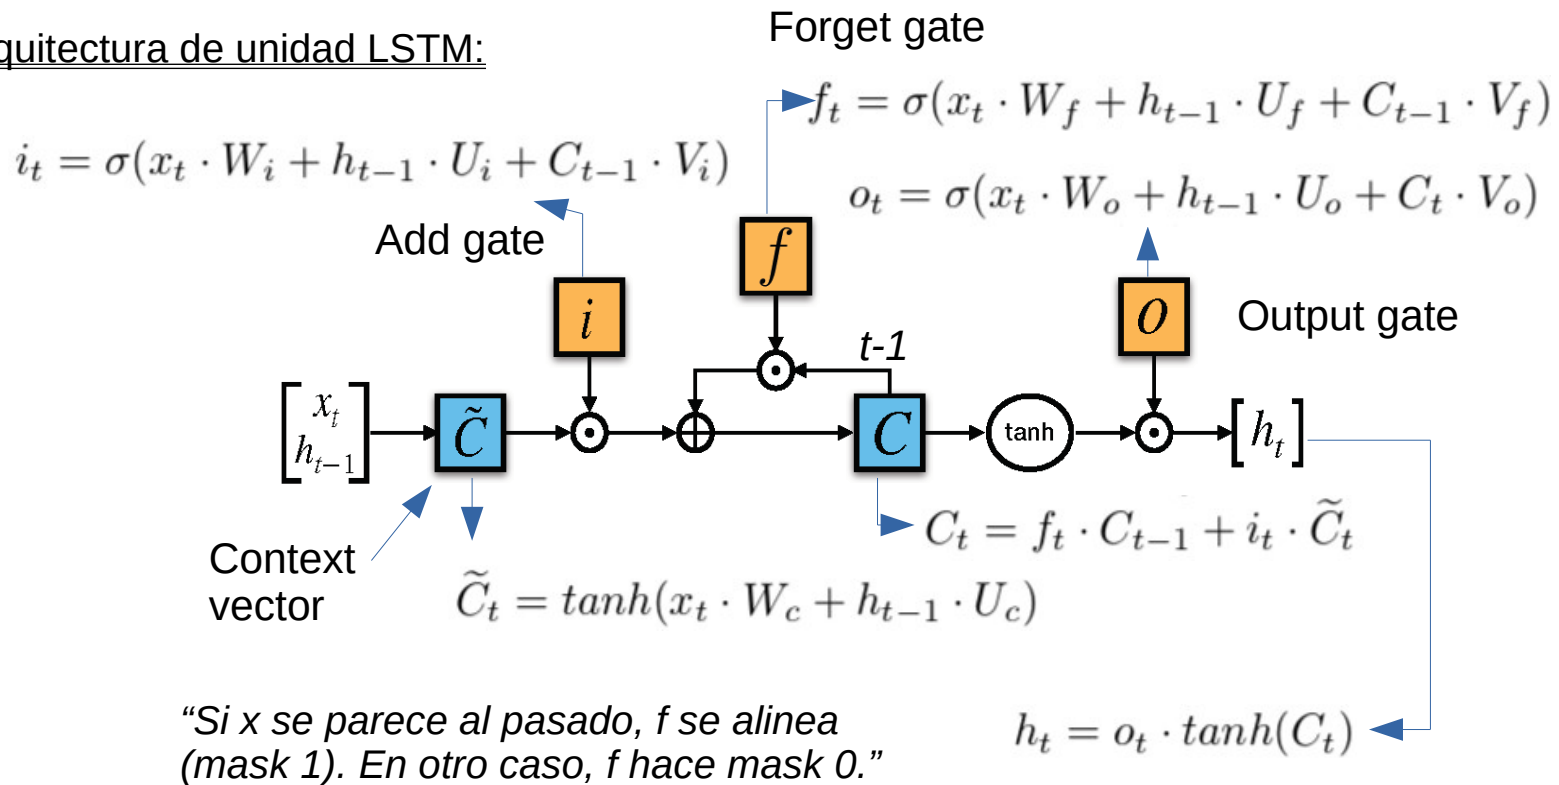 quitectura de unidad LSTM:
Forget gate
f_t = σ(x_t · W_f + h_{t−1} · U_f + C_{t−1} · V_f)
i_t = σ(x_t · W_i + h_{t−1} · U_i + C_{t−1} · V_i)
o_t = σ(x_t · W_o + h_{t−1} · U_o + C_t · V_o)
Add gate
f
i
o
Output gate
t-1
x_t
h_{t−1}
C̃
C
tanh
h_t
C_t = f_t · C_{t−1} + i_t · C̃_t
Context
vector
C̃_t = tanh(x_t · W_c + h_{t−1} · U_c)
“Si x se parece al pasado, f se alinea
(mask 1). En otro caso, f hace mask 0.”
h_t = o_t · tanh(C_t)